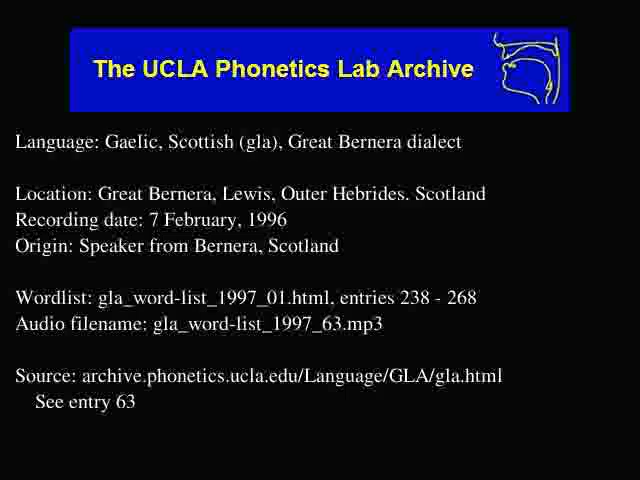 The UCLA Phonetics Lab Archive
Language: Gaelic, Scottish (gla), Great Bernera dialect
Location: Great Bernera, Lewis, Outer Hebrides. Scotland
Recording date: 7 February, 1996
Origin: Speaker from Bernera, Scotland
Wordlist: gla_word-list_1997_01.html, entries 238 - 268
Audio filename: gla_word-list_1997_63.mp3
Source: archive.phonetics.ucla.edu/Language/GLA/gla.html
See entry 63